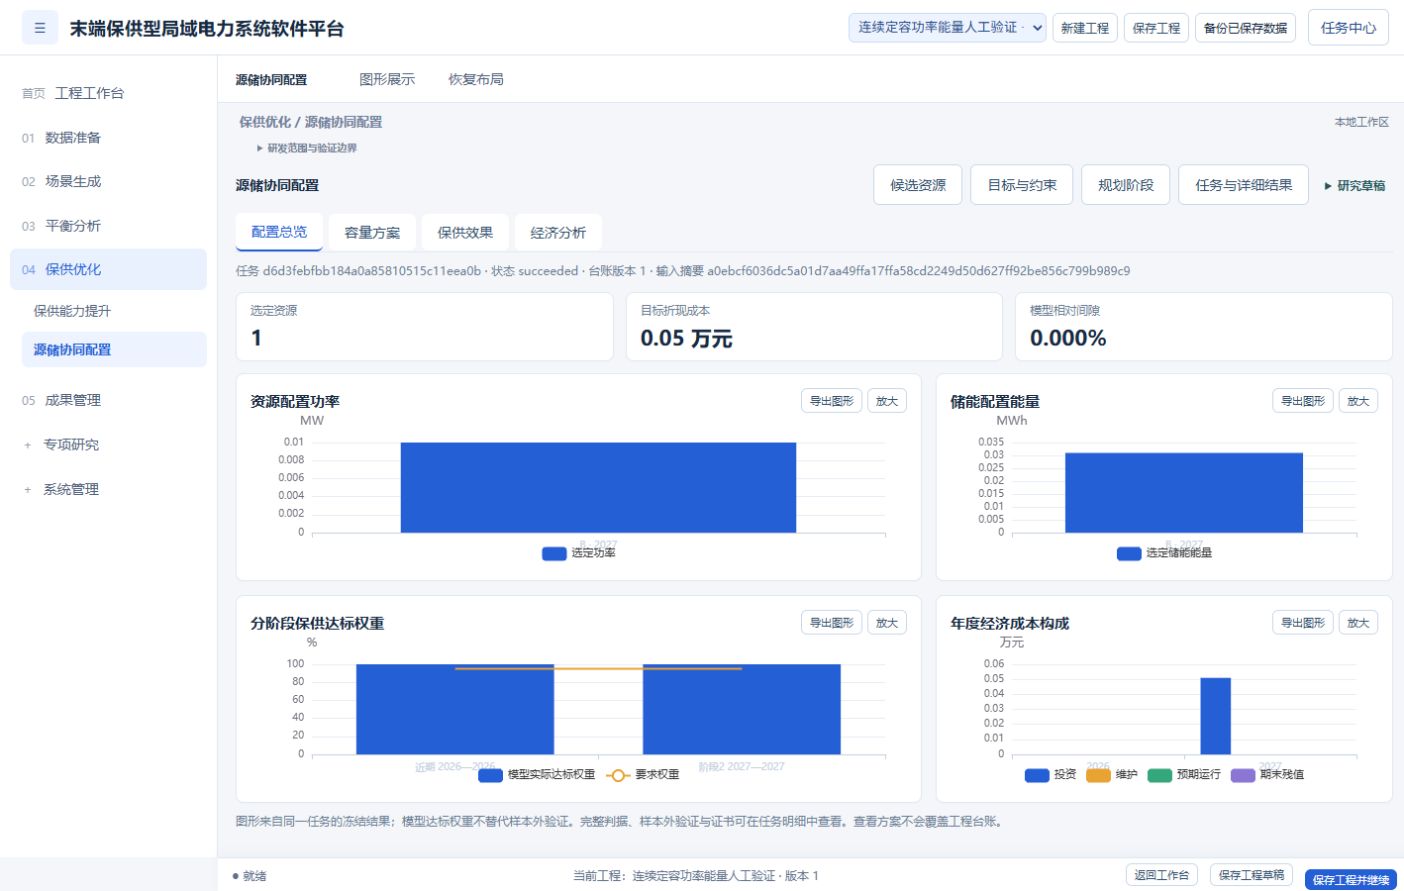 ☰ 末端保供型局域电力系统软件平台
连续定容功率能量人工验证 ·
新建工程
保存工程
备份已保存数据
任务中心
首页 工程工作台
01 数据准备
02 场景生成
03 平衡分析
04 保供优化
保供能力提升
源储协同配置
05 成果管理
+ 专项研究
+ 系统管理
源储协同配置
图形展示
恢复布局
保供优化 / 源储协同配置
本地工作区
▶ 研发范围与验证边界
源储协同配置
候选资源
目标与约束
规划阶段
任务与详细结果
▶ 研究草稿
配置总览
容量方案
保供效果
经济分析
任务 d6d3febfbb184a0a85810515c11eea0b · 状态 succeeded · 台账版本 1 · 输入摘要 a0ebcf6036dc5a01d7aa49ffa17ffa58cd2249d50d627ff92be856c799b989c9
选定资源
1
目标折现成本
0.05 万元
模型相对间隙
0.000%
资源配置功率
导出图形
放大
MW
0.01
0.008
0.006
0.004
0.002
0
B · 2027
选定功率
储能配置能量
导出图形
放大
MWh
0.035
0.03
0.025
0.02
0.015
0.01
0.005
0
B · 2027
选定储能能量
分阶段保供达标权重
导出图形
放大
%
100
80
60
40
20
0
近期 2026—2026
阶段2 2027—2027
模型实际达标权重
要求权重
年度经济成本构成
导出图形
放大
万元
0.06
0.05
0.04
0.03
0.02
0.01
0
2026
2027
投资
维护
预期运行
期末残值
图形来自同一任务的冻结结果；模型达标权重不替代样本外验证。完整判据、样本外验证与证书可在任务明细中查看。查看方案不会覆盖工程台账。
● 就绪
当前工程：连续定容功率能量人工验证 · 版本 1
返回工作台
保存工程草稿
保存工程并继续